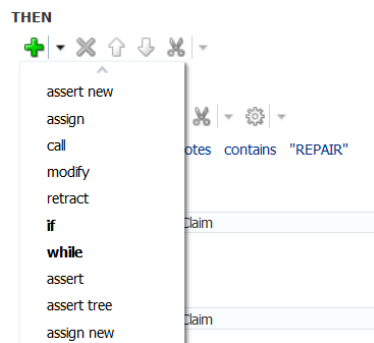 THEN
assert new
assign
call
otes contains "REPAIR"
modify
retract
if
Claim
while
assert
assert tree
Claim
assign new